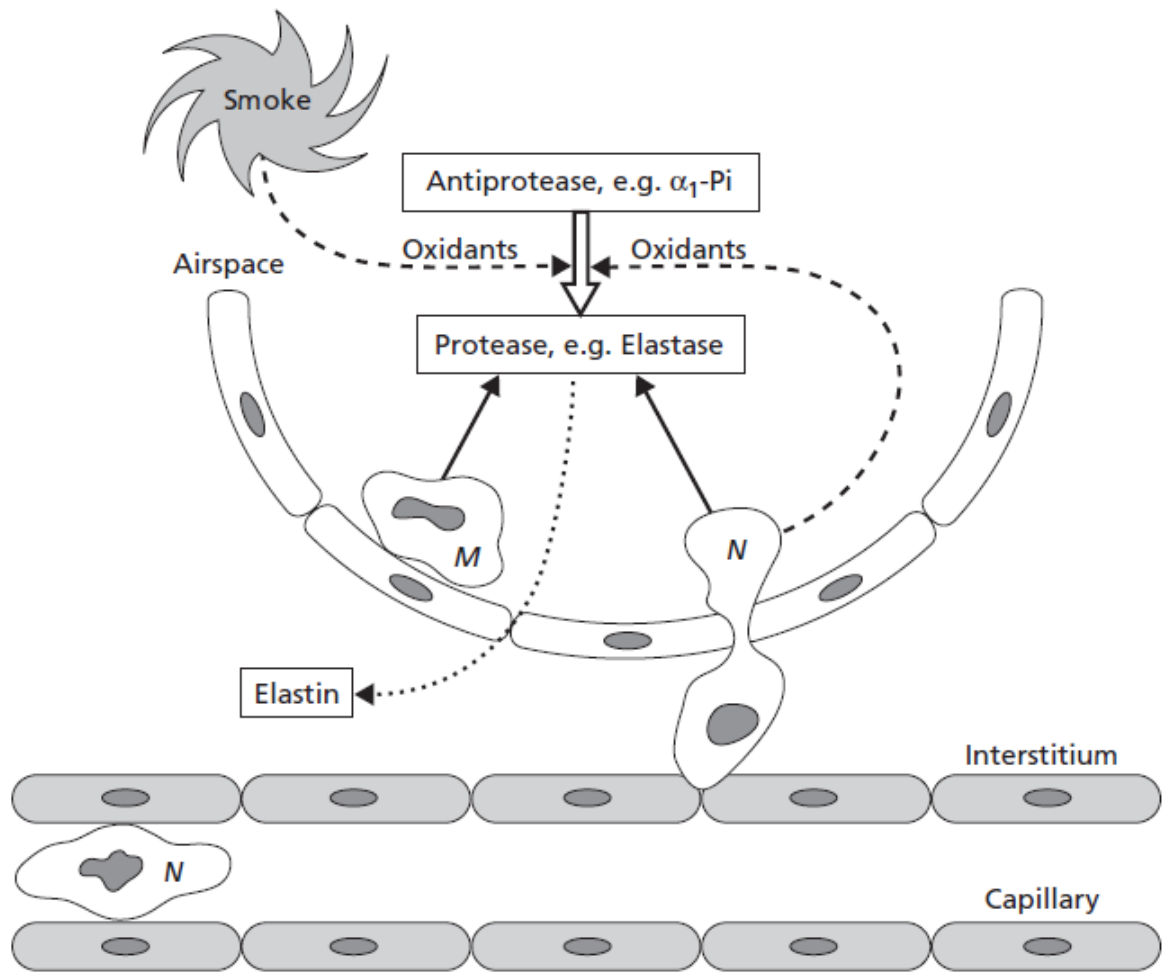 Smoke
Antiprotease, e.g. α₁-Pi
Oxidants Oxidants
Airspace
Protease, e.g. Elastase
M
N
Elastin
Interstitium
N
Capillary